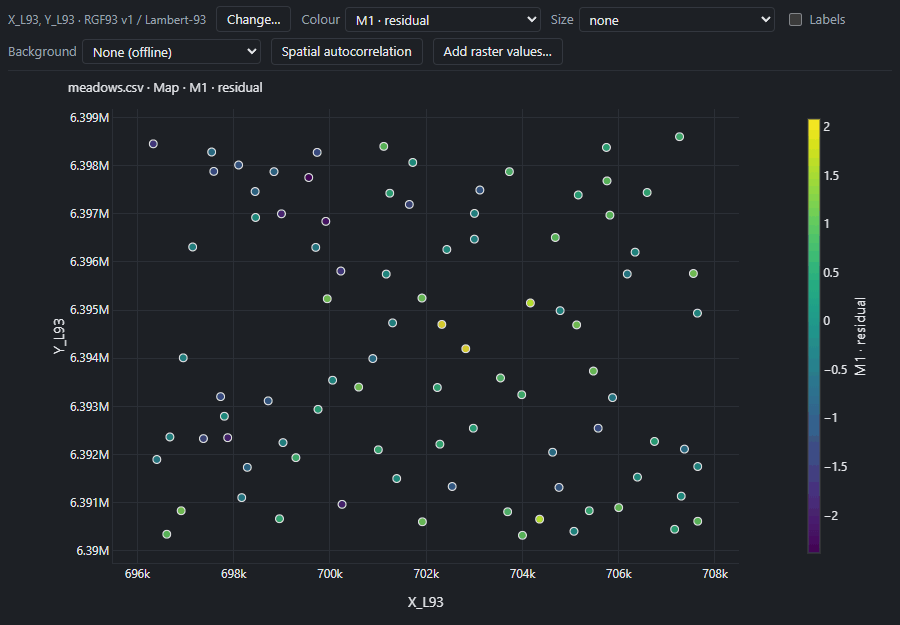 X_L93, Y_L93 · RGF93 v1 / Lambert-93 Change... Colour M1 · residual Size none Labels
Background None (offline) Spatial autocorrelation Add raster values...
meadows.csv · Map · M1 · residual
6.399M
6.398M
6.397M
6.396M
6.395M
6.394M
6.393M
6.392M
6.391M
6.39M
Y_L93
696k 698k 700k 702k 704k 706k 708k
X_L93
2
1.5
1
0.5
0
−0.5
−1
−1.5
−2
M1 · residual